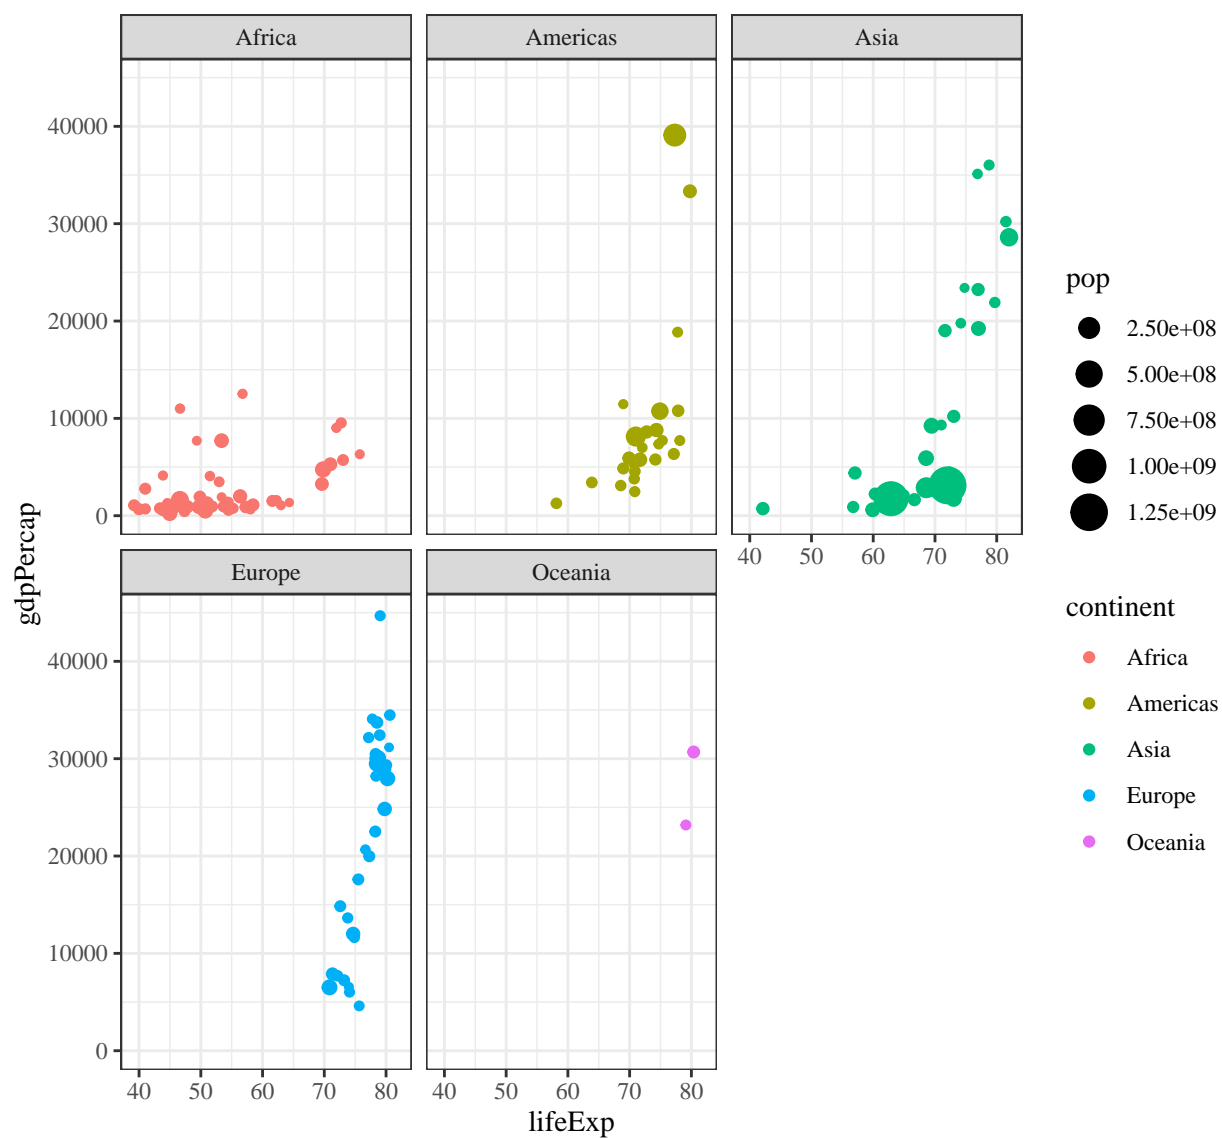 Africa
Americas
Asia
40000
30000
20000
10000
0
40 50 60 70 80
Europe
Oceania
40000
30000
20000
10000
0
40 50 60 70 80
40 50 60 70 80
lifeExp
gdpPercap
pop
2.50e+08
5.00e+08
7.50e+08
1.00e+09
1.25e+09
continent
Africa
Americas
Asia
Europe
Oceania